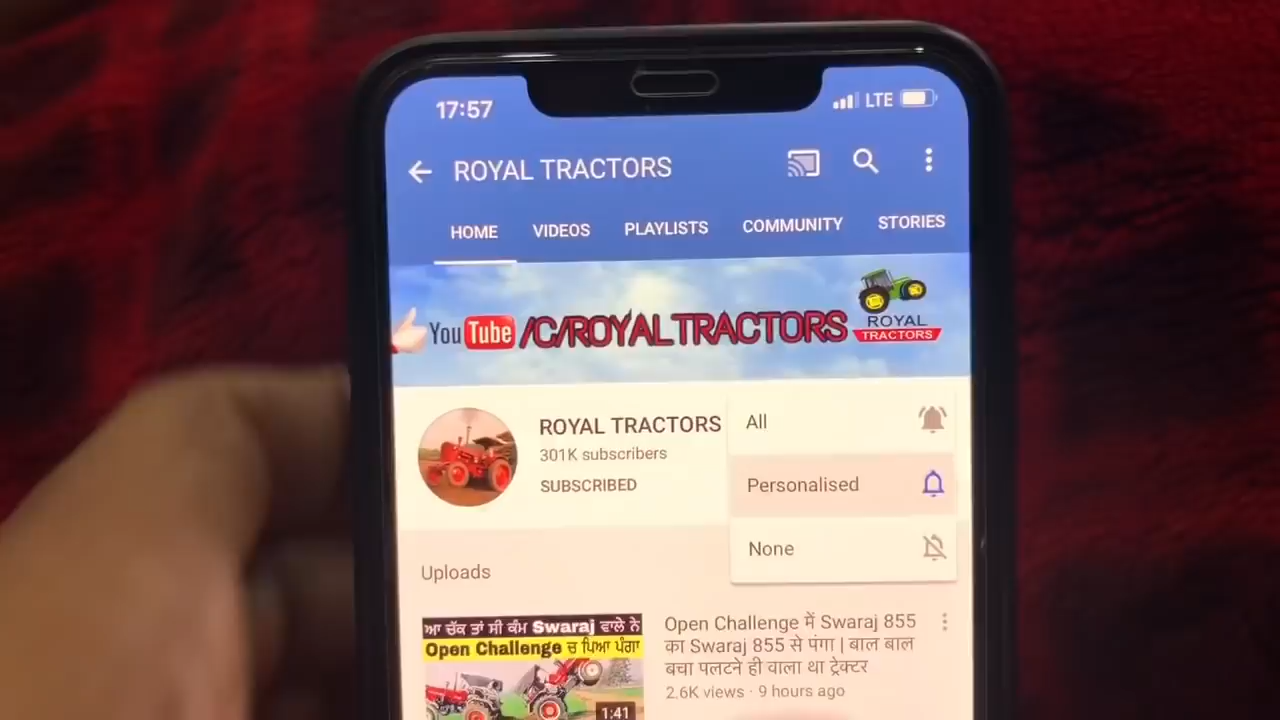 17:57
LTE
ROYAL TRACTORS
HOME VIDEOS PLAYLISTS COMMUNITY STORIES
YouTube /C/ROYALTRACTORS
ROYAL
TRACTORS
ROYAL TRACTORS
301K subscribers
SUBSCRIBED
All
Personalised
None
Uploads
ਆ ਚੱਕ ਤਾਂ ਸੀ ਕੰਮ Swaraj ਵਾਲੇ ਨੇ
Open Challenge ਚ ਪਿਆ ਪੰਗਾ
1:41
Open Challenge में Swaraj 855
का Swaraj 855 से पंगा | बाल बाल
बचा पलटने ही वाला था ट्रेक्टर
2.6K views · 9 hours ago